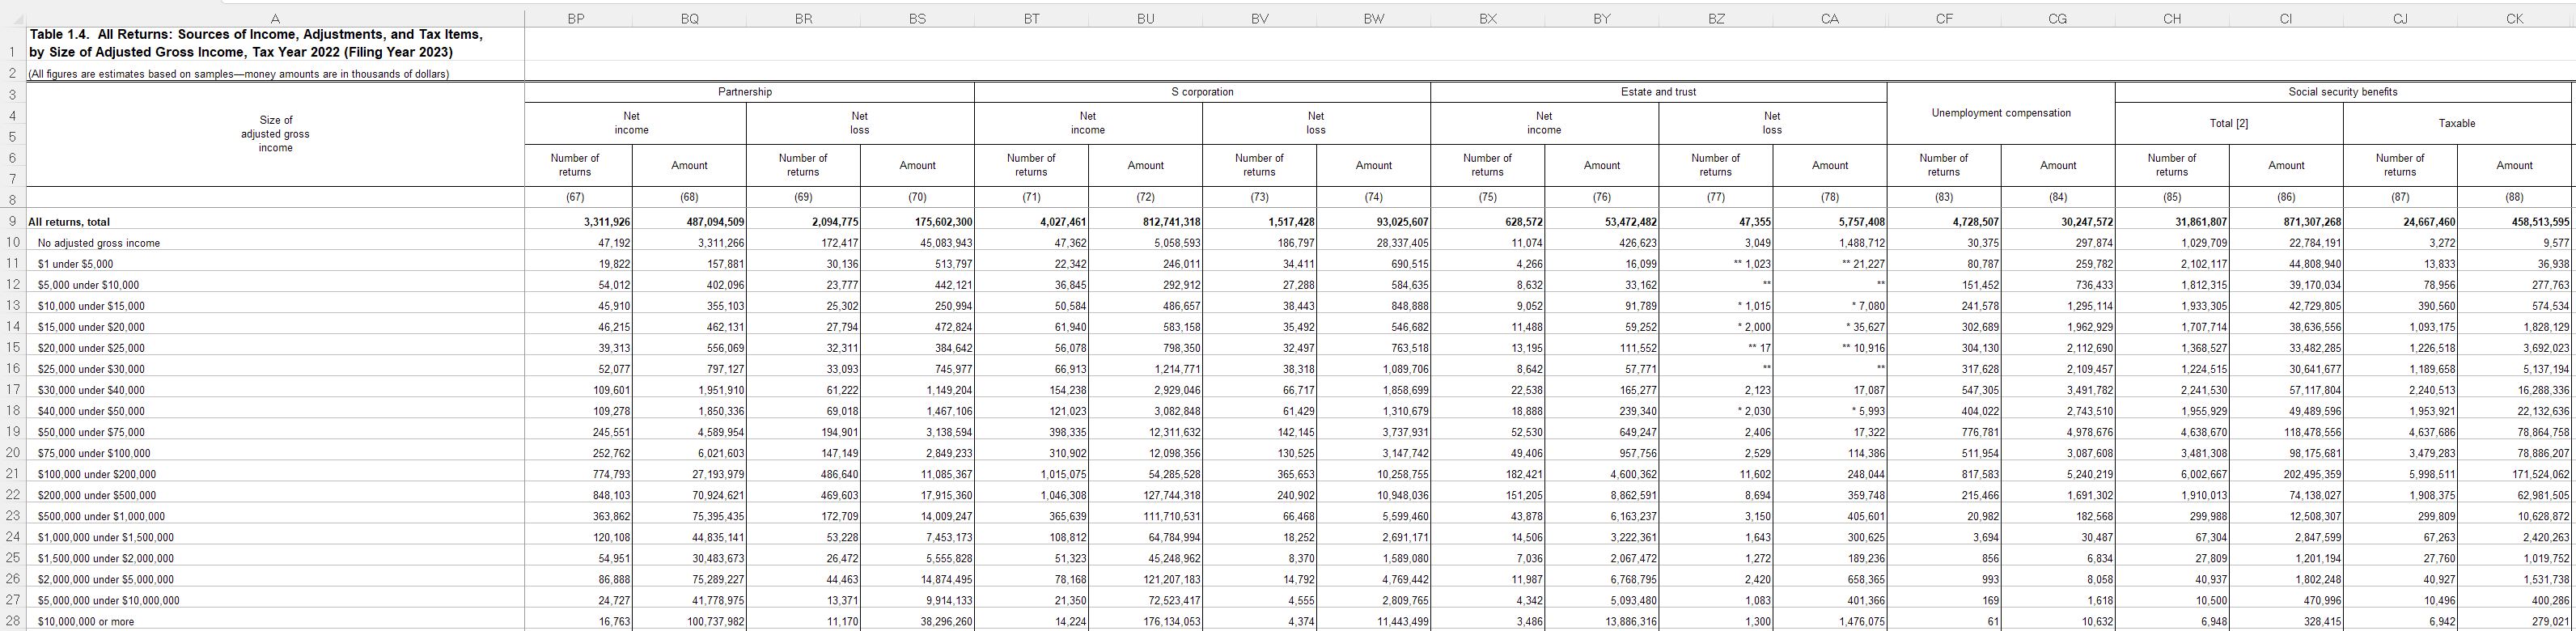 A BP BQ BR BS BT BU BV BW BX BY BZ CA CF CG CH CI CJ CK
Table 1.4. All Returns: Sources of Income, Adjustments, and Tax Items,
1 by Size of Adjusted Gross Income, Tax Year 2022 (Filing Year 2023)
2 (All figures are estimates based on samples—money amounts are in thousands of dollars)
3 Partnership S corporation Estate and trust Social security benefits
4 Size of Net Net Net Net Net Net Unemployment compensation
5 adjusted gross income loss income loss income loss Total [2] Taxable
income
6 Number of Amount Number of Amount Number of Amount Number of Amount Number of Amount Number of Amount Number of Amount Number of Amount Number of Amount
7 returns returns returns returns returns returns returns returns returns
8 (67) (68) (69) (70) (71) (72) (73) (74) (75) (76) (77) (78) (83) (84) (85) (86) (87) (88)
9 All returns, total 3,311,926 487,094,509 2,094,775 175,602,300 4,027,461 812,741,318 1,517,428 93,025,607 628,572 53,472,482 47,355 5,757,408 4,728,507 30,247,572 31,861,807 871,307,268 24,667,460 458,513,595
10 No adjusted gross income 47,192 3,311,266 172,417 45,083,943 47,362 5,058,593 186,797 28,337,405 11,074 426,623 3,049 1,488,712 30,375 297,874 1,029,709 22,784,191 3,272 9,577
11 $1 under $5,000 19,822 157,881 30,136 513,797 22,342 246,011 34,411 690,515 4,266 16,099 ** 1,023 ** 21,227 80,787 259,782 2,102,117 44,808,940 13,833 36,938
12 $5,000 under $10,000 54,012 402,096 23,777 442,121 36,845 292,912 27,288 584,635 8,632 33,162 ** ** 151,452 736,433 1,812,315 39,170,034 78,956 277,763
13 $10,000 under $15,000 45,910 355,103 25,302 250,994 50,584 486,657 38,443 848,888 9,052 91,789 * 1,015 * 7,080 241,578 1,295,114 1,933,305 42,729,805 390,560 574,534
14 $15,000 under $20,000 46,215 462,131 27,794 472,824 61,940 583,158 35,492 546,682 11,488 59,252 * 2,000 * 35,627 302,689 1,962,929 1,707,714 38,636,556 1,093,175 1,828,129
15 $20,000 under $25,000 39,313 556,069 32,311 384,642 56,078 798,350 32,497 763,518 13,195 111,552 ** 17 ** 10,916 304,130 2,112,690 1,368,527 33,482,285 1,226,518 3,692,023
16 $25,000 under $30,000 52,077 797,127 33,093 745,977 66,913 1,214,771 38,318 1,089,706 8,642 57,771 ** ** 317,628 2,109,457 1,224,515 30,641,677 1,189,658 5,137,194
17 $30,000 under $40,000 109,601 1,951,910 61,222 1,149,204 154,238 2,929,046 66,717 1,858,699 22,538 165,277 2,123 17,087 547,305 3,491,782 2,241,530 57,117,804 2,240,513 16,288,336
18 $40,000 under $50,000 109,278 1,850,336 69,018 1,467,106 121,023 3,082,848 61,429 1,310,679 18,888 239,340 * 2,030 * 5,993 404,022 2,743,510 1,955,929 49,489,596 1,953,921 22,132,636
19 $50,000 under $75,000 245,551 4,589,954 194,901 3,138,594 398,335 12,311,632 142,145 3,737,931 52,530 649,247 2,406 17,322 776,781 4,978,676 4,638,670 118,478,556 4,637,686 78,864,758
20 $75,000 under $100,000 252,762 6,021,603 147,149 2,849,233 310,902 12,098,356 130,525 3,147,742 49,406 957,756 2,529 114,386 511,954 3,087,608 3,481,308 98,175,681 3,479,283 78,886,207
21 $100,000 under $200,000 774,793 27,193,979 486,640 11,085,367 1,015,075 54,285,528 365,653 10,258,755 182,421 4,600,362 11,602 248,044 817,583 5,240,219 6,002,667 202,495,359 5,998,511 171,524,062
22 $200,000 under $500,000 848,103 70,924,621 469,603 17,915,360 1,046,308 127,744,318 240,902 10,948,036 151,205 8,862,591 8,694 359,748 215,466 1,691,302 1,910,013 74,138,027 1,908,375 62,981,505
23 $500,000 under $1,000,000 363,862 75,395,435 172,709 14,009,247 365,639 111,710,531 66,468 5,599,460 43,878 6,163,237 3,150 405,601 20,982 182,568 299,988 12,508,307 299,809 10,628,872
24 $1,000,000 under $1,500,000 120,108 44,835,141 53,228 7,453,173 108,812 64,784,994 18,252 2,691,171 14,506 3,222,361 1,643 300,625 3,694 30,487 67,304 2,847,599 67,263 2,420,263
25 $1,500,000 under $2,000,000 54,951 30,483,673 26,472 5,555,828 51,323 45,248,962 8,370 1,589,080 7,036 2,067,472 1,272 189,236 856 6,834 27,809 1,201,194 27,760 1,019,752
26 $2,000,000 under $5,000,000 86,888 75,289,227 44,463 14,874,495 78,168 121,207,183 14,792 4,769,442 11,987 6,768,795 2,420 658,365 993 8,058 40,937 1,802,248 40,927 1,531,738
27 $5,000,000 under $10,000,000 24,727 41,778,975 13,371 9,914,133 21,350 72,523,417 4,555 2,809,765 4,342 5,093,480 1,083 401,366 169 1,618 10,500 470,996 10,496 400,286
28 $10,000,000 or more 16,763 100,737,982 11,170 38,296,260 14,224 176,134,053 4,374 11,443,499 3,486 13,886,316 1,300 1,476,075 61 10,632 6,948 328,415 6,942 279,021